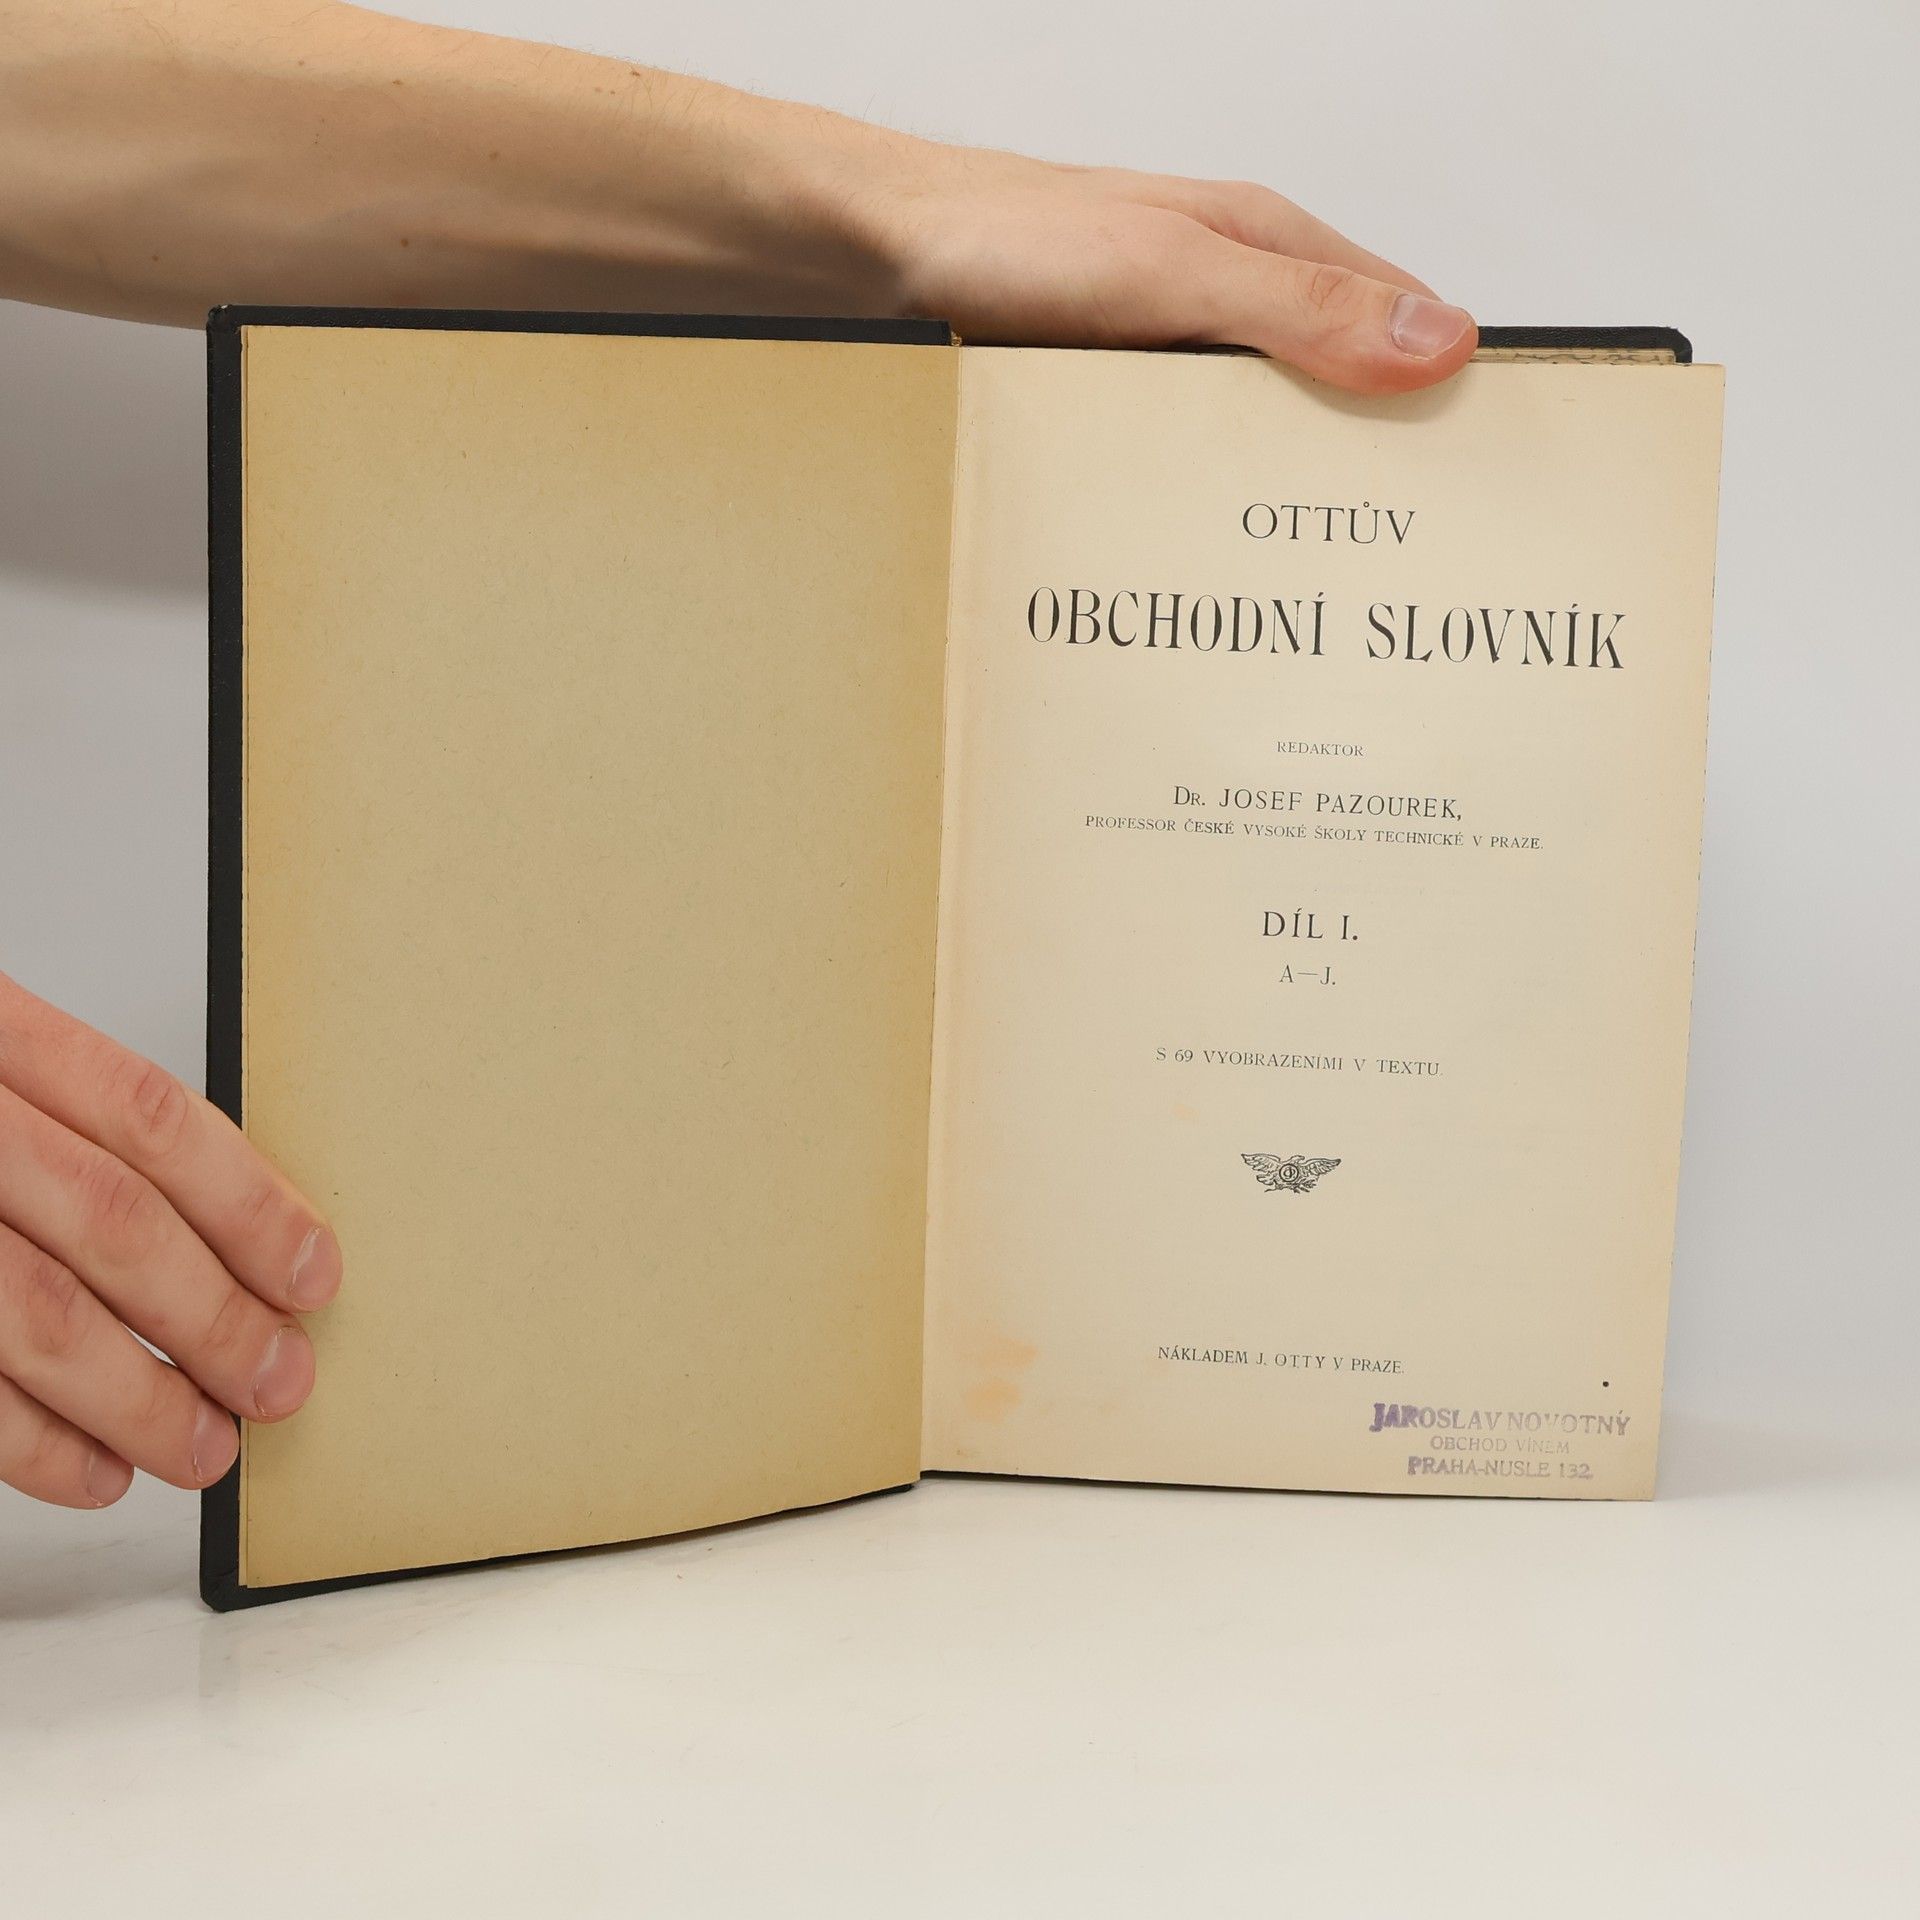 OTTŮV
OBCHODNÍ SLOVNÍK
REDAKTOR
DR. JOSEF PAZOUREK,
PROFESSOR ČESKÉ VYSOKÉ ŠKOLY TECHNICKÉ V PRAZE.
DÍL I.
A—J.
S 69 VYOBRAZENÍMI V TEXTU.
NÁKLADEM J. OTTY V PRAZE.
JAROSLAV NOVOTNÝ
OBCHOD VÍNEM
PRAHA-NUSLE 132